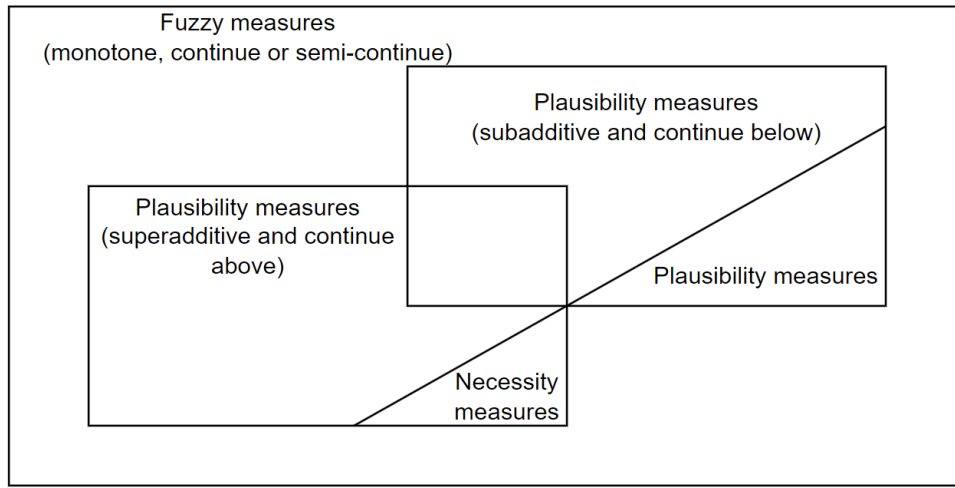 Fuzzy measures
(monotone, continue or semi-continue)
Plausibility measures
(subadditive and continue below)
Plausibility measures
(superadditive and continue
above)
Plausibility measures
Necessity
measures